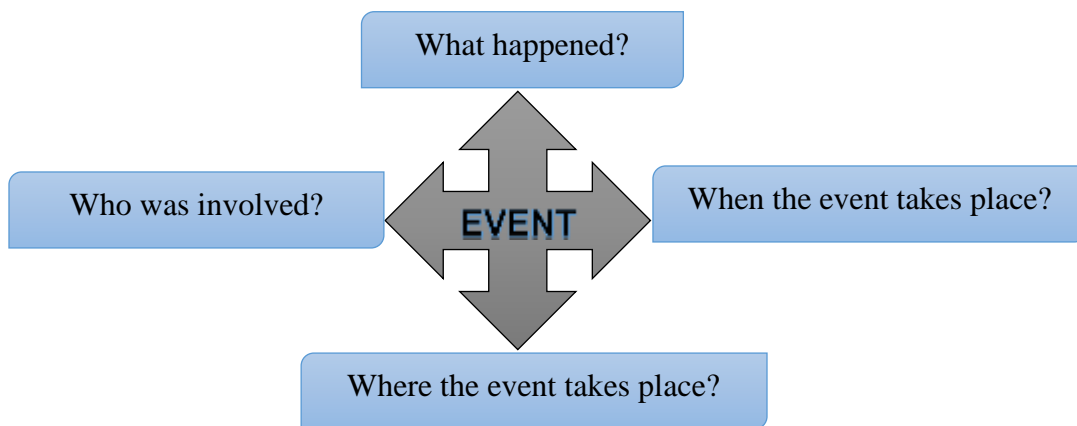 What happened?
Who was involved?
EVENT
When the event takes place?
Where the event takes place?